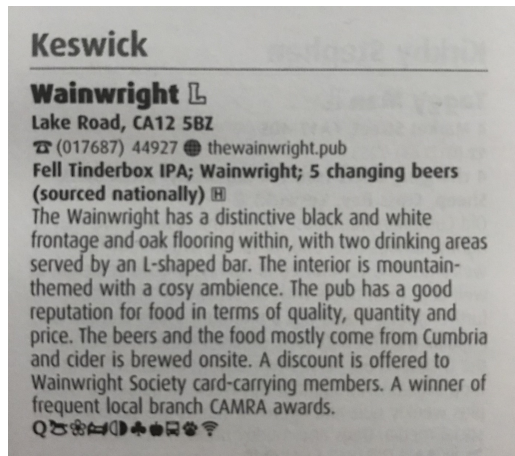 Keswick
Wainwright L
Lake Road, CA12 5BZ
☎ (017687) 44927 🌐 thewainwright.pub
Fell Tinderbox IPA; Wainwright; 5 changing beers
(sourced nationally) H
The Wainwright has a distinctive black and white
frontage and oak flooring within, with two drinking areas
served by an L-shaped bar. The interior is mountain-
themed with a cosy ambience. The pub has a good
reputation for food in terms of quality, quantity and
price. The beers and the food mostly come from Cumbria
and cider is brewed onsite. A discount is offered to
Wainwright Society card-carrying members. A winner of
frequent local branch CAMRA awards.
Q